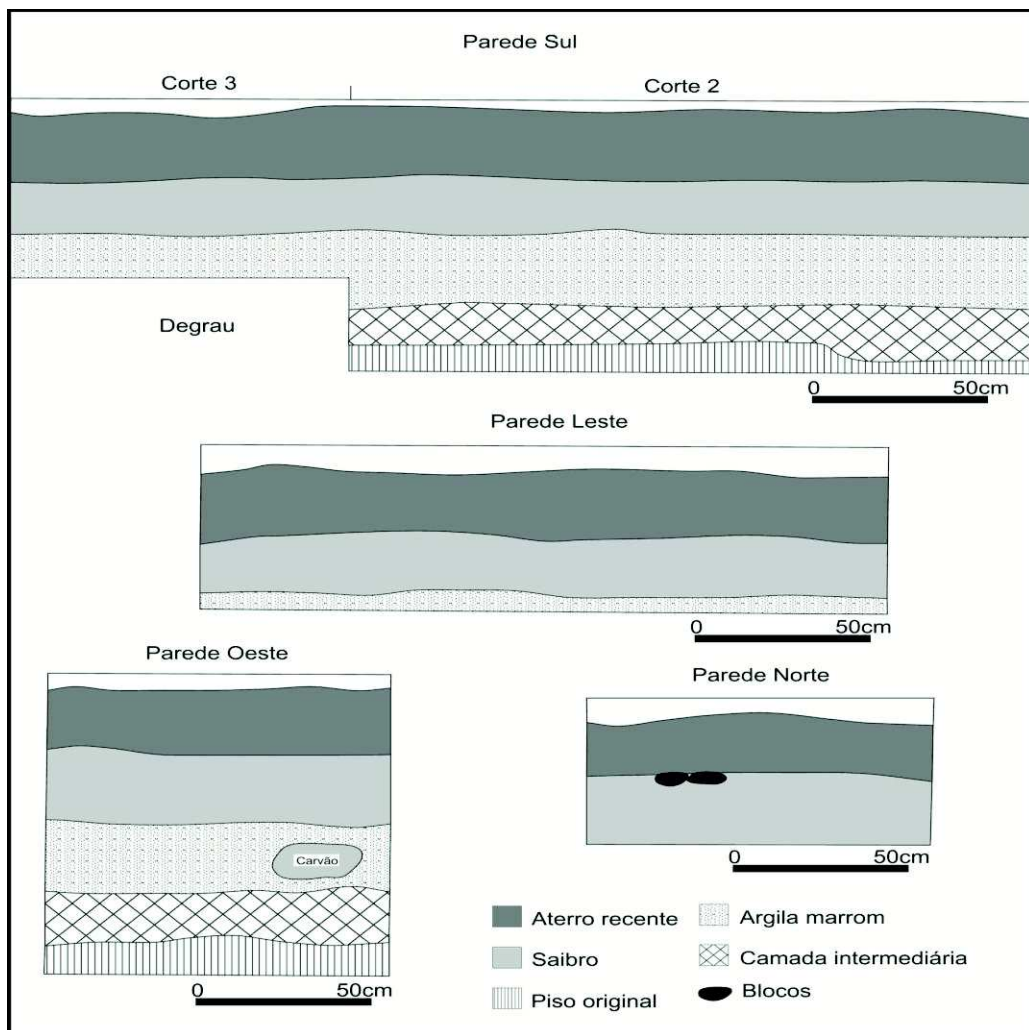 Parede Sul
Corte 3 Corte 2
Degrau
0 50cm
Parede Leste
0 50cm
Parede Oeste
Carvão
0 50cm
Parede Norte
0 50cm
Aterro recente Argila marrom
Saibro Camada intermediária
Piso original Blocos